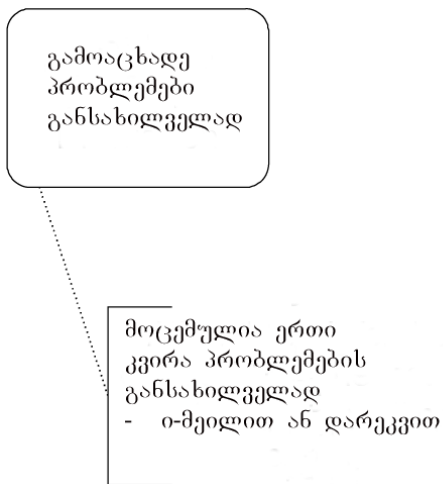 გამოაცხადე
პრობლემები
განსახილველად
მოცემულია ერთი
კვირა პრობლემების
განსახილველად
- ი-მეილით ან დარეკვით